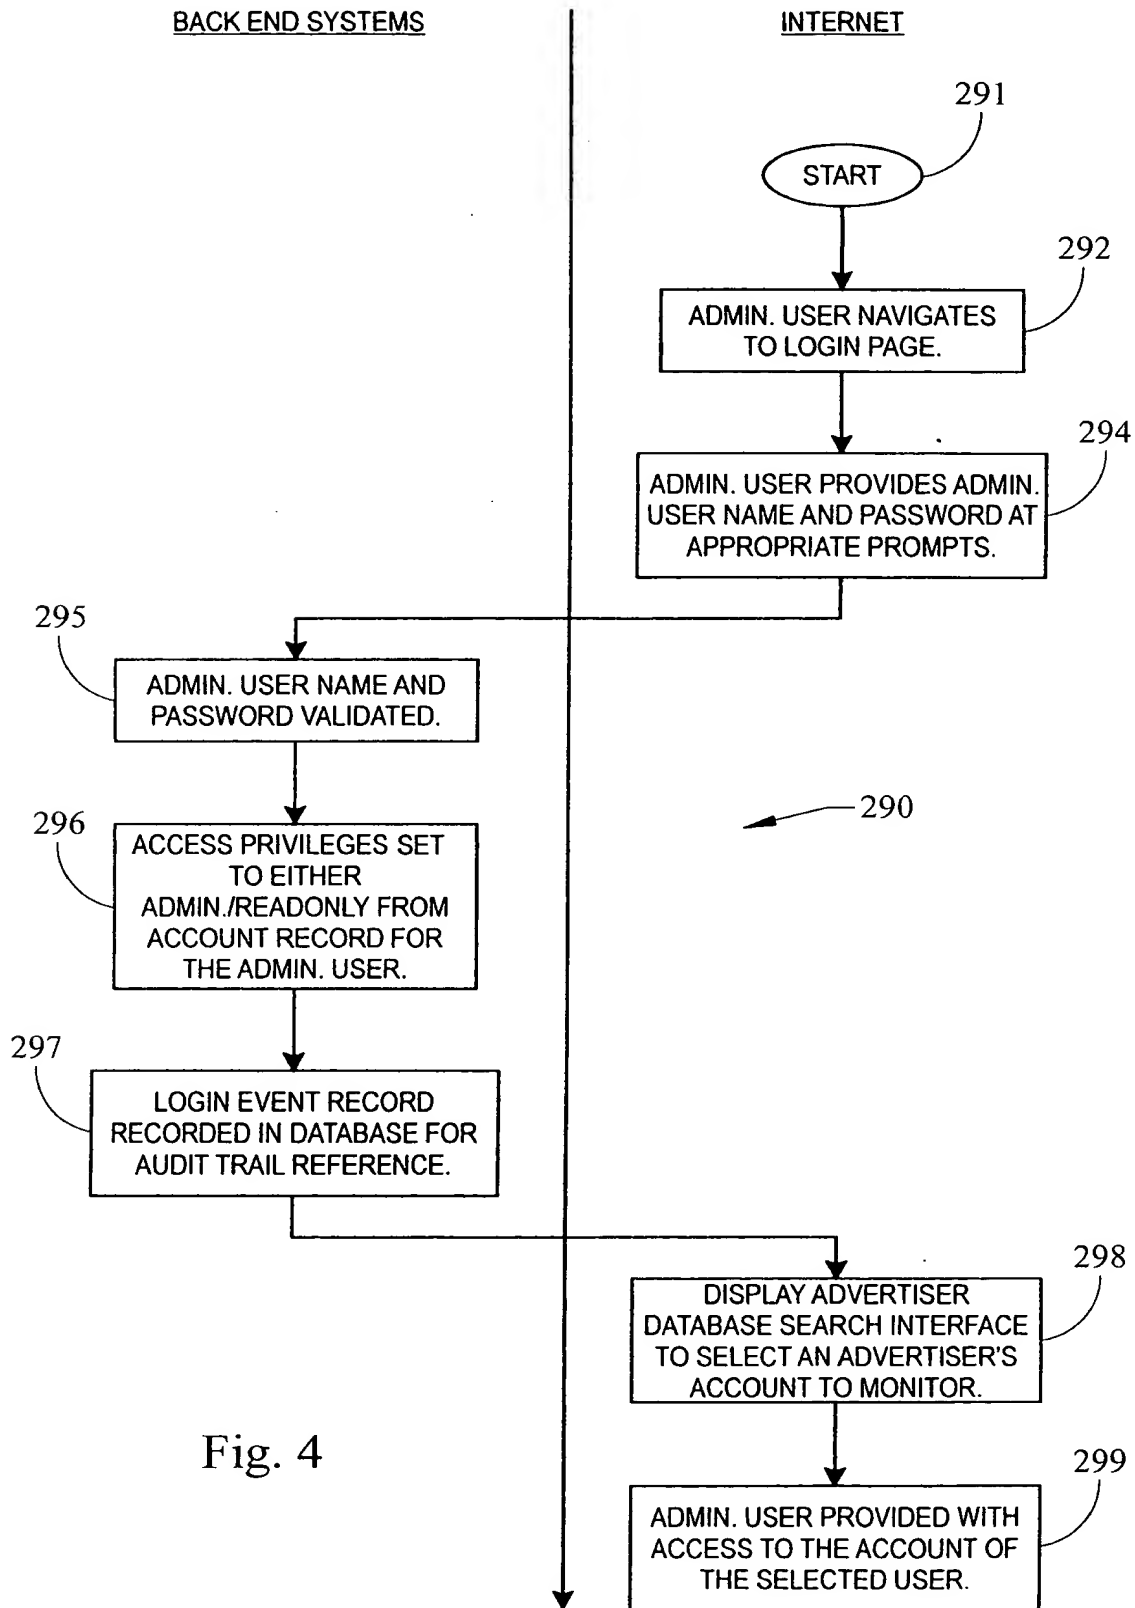 BACK END SYSTEMS
INTERNET
291
START
292
ADMIN. USER NAVIGATES
TO LOGIN PAGE.
294
ADMIN. USER PROVIDES ADMIN.
USER NAME AND PASSWORD AT
APPROPRIATE PROMPTS.
295
ADMIN. USER NAME AND
PASSWORD VALIDATED.
290
296
ACCESS PRIVILEGES SET
TO EITHER
ADMIN./READONLY FROM
ACCOUNT RECORD FOR
THE ADMIN. USER.
297
LOGIN EVENT RECORD
RECORDED IN DATABASE FOR
AUDIT TRAIL REFERENCE.
298
DISPLAY ADVERTISER
DATABASE SEARCH INTERFACE
TO SELECT AN ADVERTISER'S
ACCOUNT TO MONITOR.
Fig. 4
299
ADMIN. USER PROVIDED WITH
ACCESS TO THE ACCOUNT OF
THE SELECTED USER.